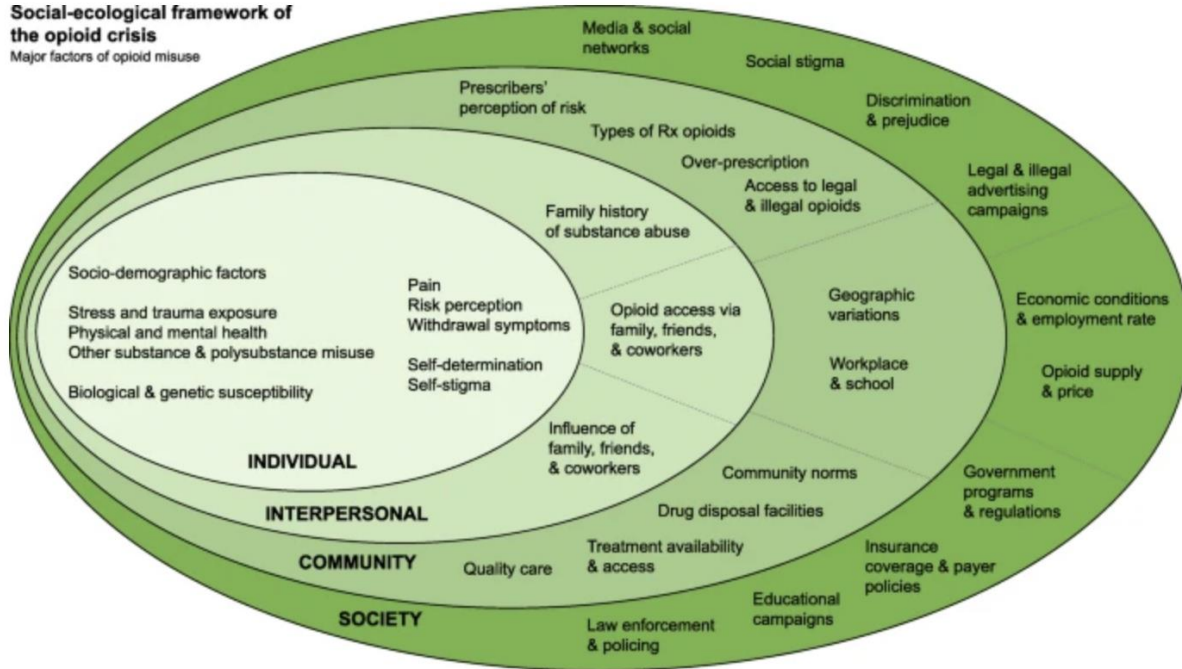 Social-ecological framework of
the opioid crisis
Major factors of opioid misuse
Media & social
networks
Social stigma
Discrimination
& prejudice
Legal & illegal
advertising
campaigns
Economic conditions
& employment rate
Opioid supply
& price
Government
programs
& regulations
Insurance
coverage & payer
policies
Educational
campaigns
Law enforcement
& policing
SOCIETY
Prescribers'
perception of risk
Types of Rx opioids
Over-prescription
Access to legal
& illegal opioids
Geographic
variations
Workplace
& school
Community norms
Drug disposal facilities
Treatment availability
& access
Quality care
COMMUNITY
Family history
of substance abuse
Opioid access via
family, friends,
& coworkers
Influence of
family, friends,
& coworkers
INTERPERSONAL
Socio-demographic factors
Stress and trauma exposure
Physical and mental health
Other substance & polysubstance misuse
Biological & genetic susceptibility
Pain
Risk perception
Withdrawal symptoms
Self-determination
Self-stigma
INDIVIDUAL